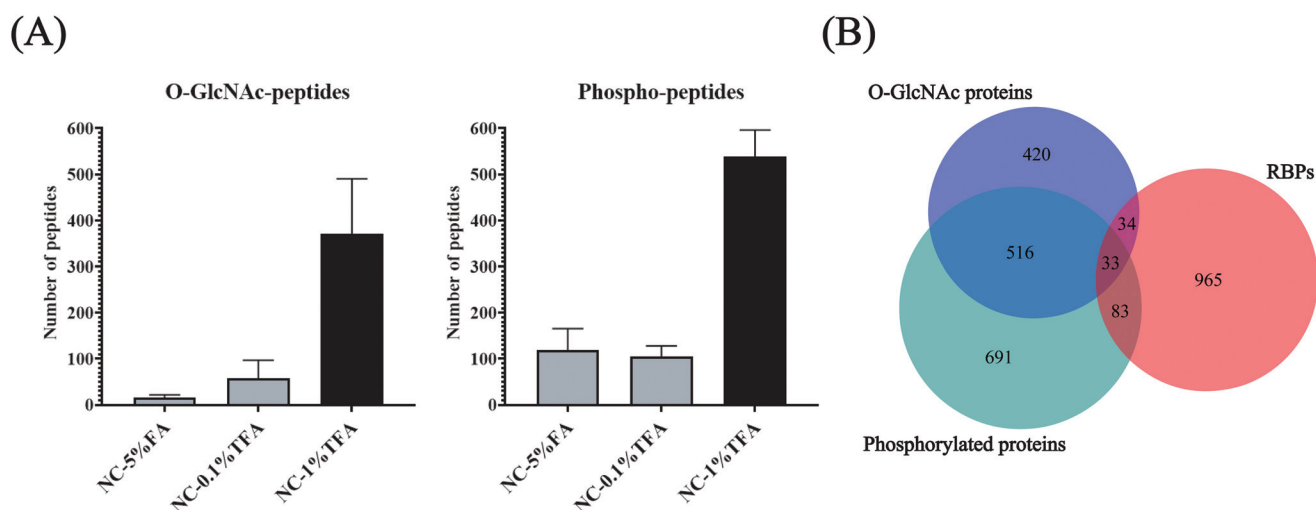 (A)
O-GlcNAc-peptides
Number of peptides
600
500
400
300
200
100
0
NC-5%FA
NC-0.1%TFA
NC-1%TFA
Phospho-peptides
Number of peptides
600
500
400
300
200
100
0
NC-5%FA
NC-0.1%TFA
NC-1%TFA
(B)
O-GlcNAc proteins
RBPs
420
34
516
33
965
83
691
Phosphorylated proteins